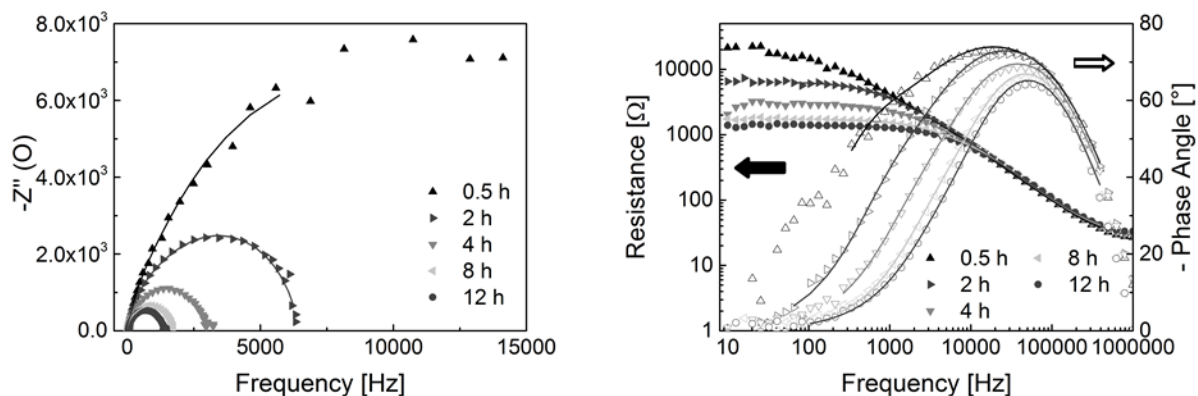 8.0x10³
6.0x10³
4.0x10³
2.0x10³
0.0
-Z" (O)
0.5 h
2 h
4 h
8 h
12 h
0 5000 10000 15000
Frequency [Hz]
10000
1000
100
10
1
Resistance [Ω]
80
60
40
20
0
- Phase Angle [°]
0.5 h 8 h
2 h 12 h
4 h
10 100 1000 10000 100000 1000000
Frequency [Hz]